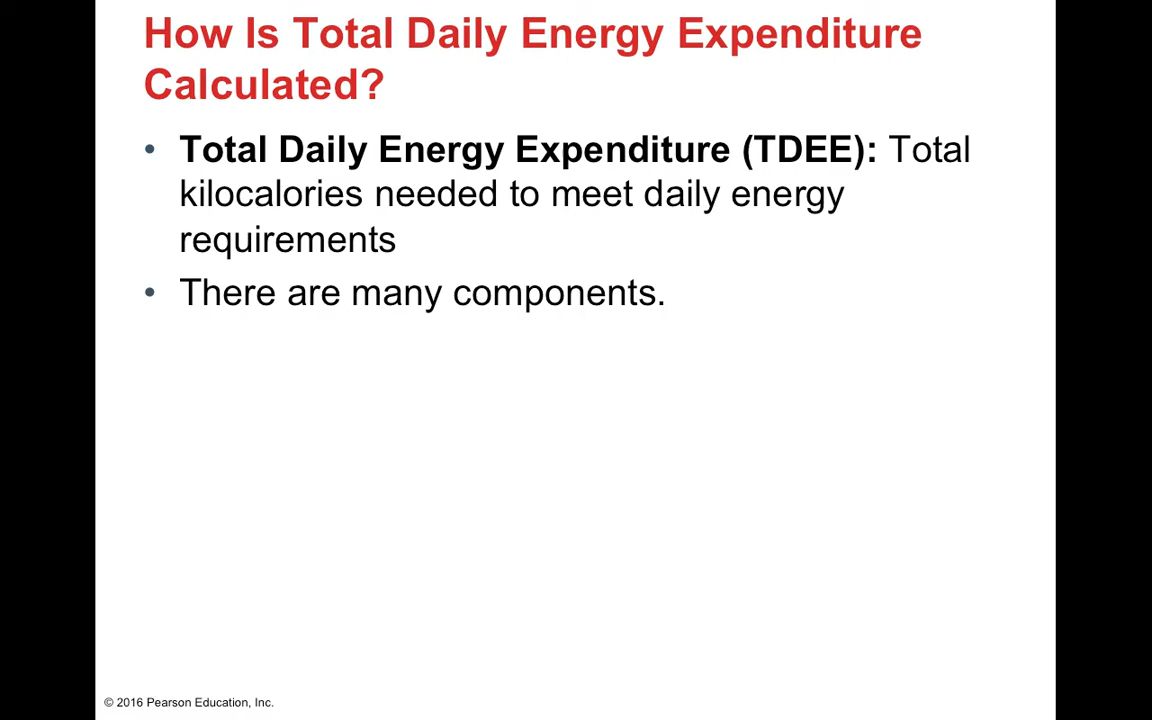 How Is Total Daily Energy Expenditure
Calculated?
• Total Daily Energy Expenditure (TDEE): Total
kilocalories needed to meet daily energy
requirements
• There are many components.
© 2016 Pearson Education, Inc.